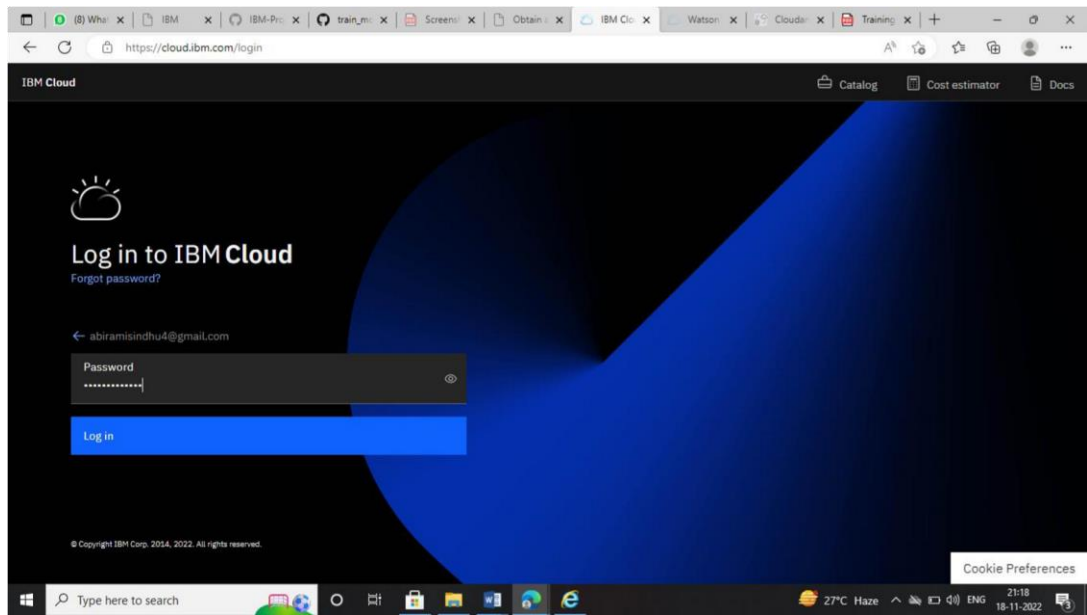 (8) What
IBM
IBM-Pro
train_mo
Screensh
Obtain a
IBM Clo
Watson
Cloudan
Training
https://cloud.ibm.com/login
IBM Cloud
Catalog
Cost estimator
Docs
Log in to IBM Cloud
Forgot password?
← abiramisindhu4@gmail.com
Password
•••••••••••••
Log in
© Copyright IBM Corp. 2014, 2022. All rights reserved.
Cookie Preferences
Type here to search
27°C Haze
ENG
21:18
18-11-2022